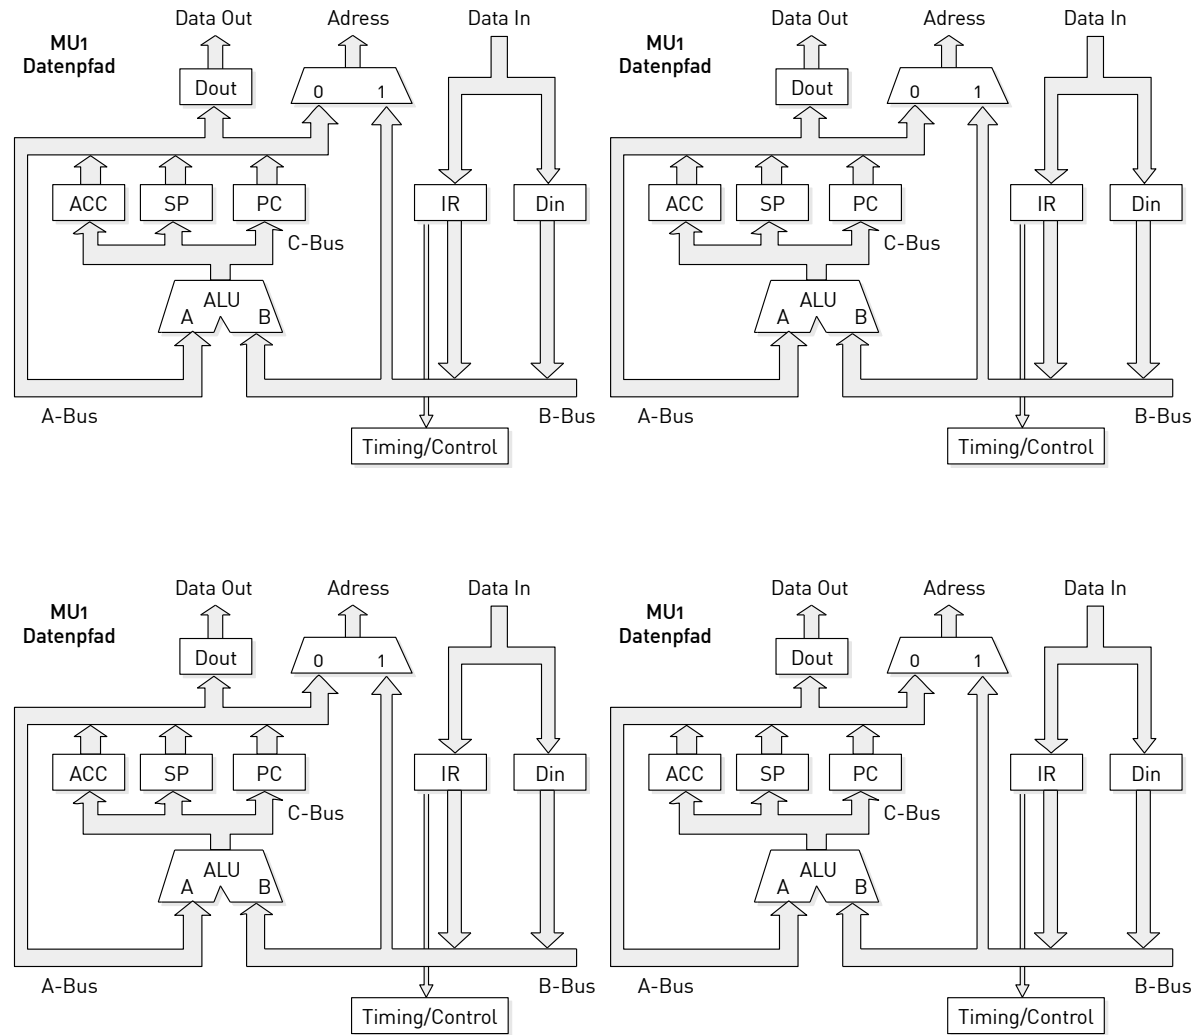 Data Out Adress Data In
MU1
Datenpfad
Dout
0 1
ACC SP PC IR Din
C-Bus
ALU
A B
A-Bus B-Bus
Timing/Control
Data Out Adress Data In
MU1
Datenpfad
Dout
0 1
ACC SP PC IR Din
C-Bus
ALU
A B
A-Bus B-Bus
Timing/Control
Data Out Adress Data In
MU1
Datenpfad
Dout
0 1
ACC SP PC IR Din
C-Bus
ALU
A B
A-Bus B-Bus
Timing/Control
Data Out Adress Data In
MU1
Datenpfad
Dout
0 1
ACC SP PC IR Din
C-Bus
ALU
A B
A-Bus B-Bus
Timing/Control